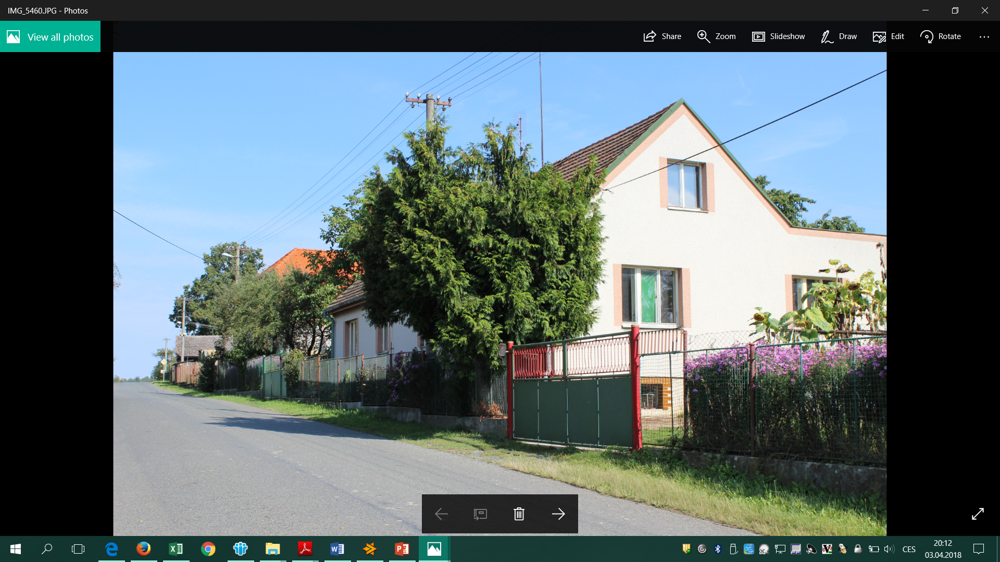 IMG_5460.JPG - Photos
View all photos
Share
Zoom
Slideshow
Draw
Edit
Rotate
CES
20:12
03.04.2018